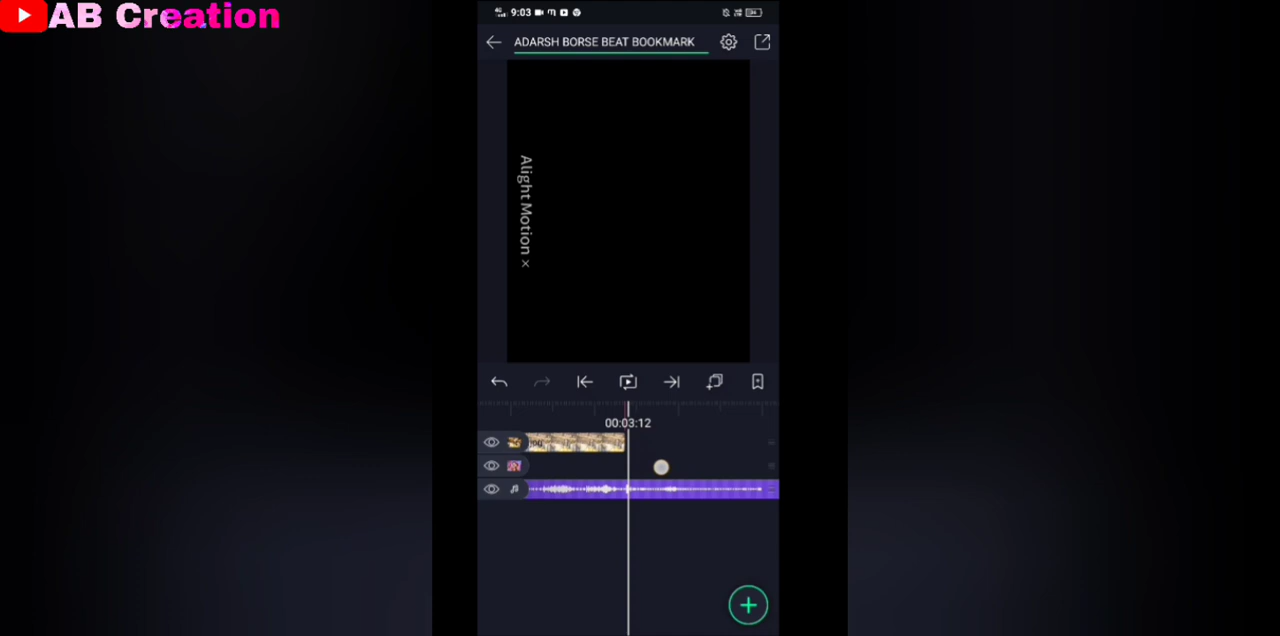 AB Creation
9:03
ADARSH BORSE BEAT BOOKMARK
Alight Motion ×
00:03:12